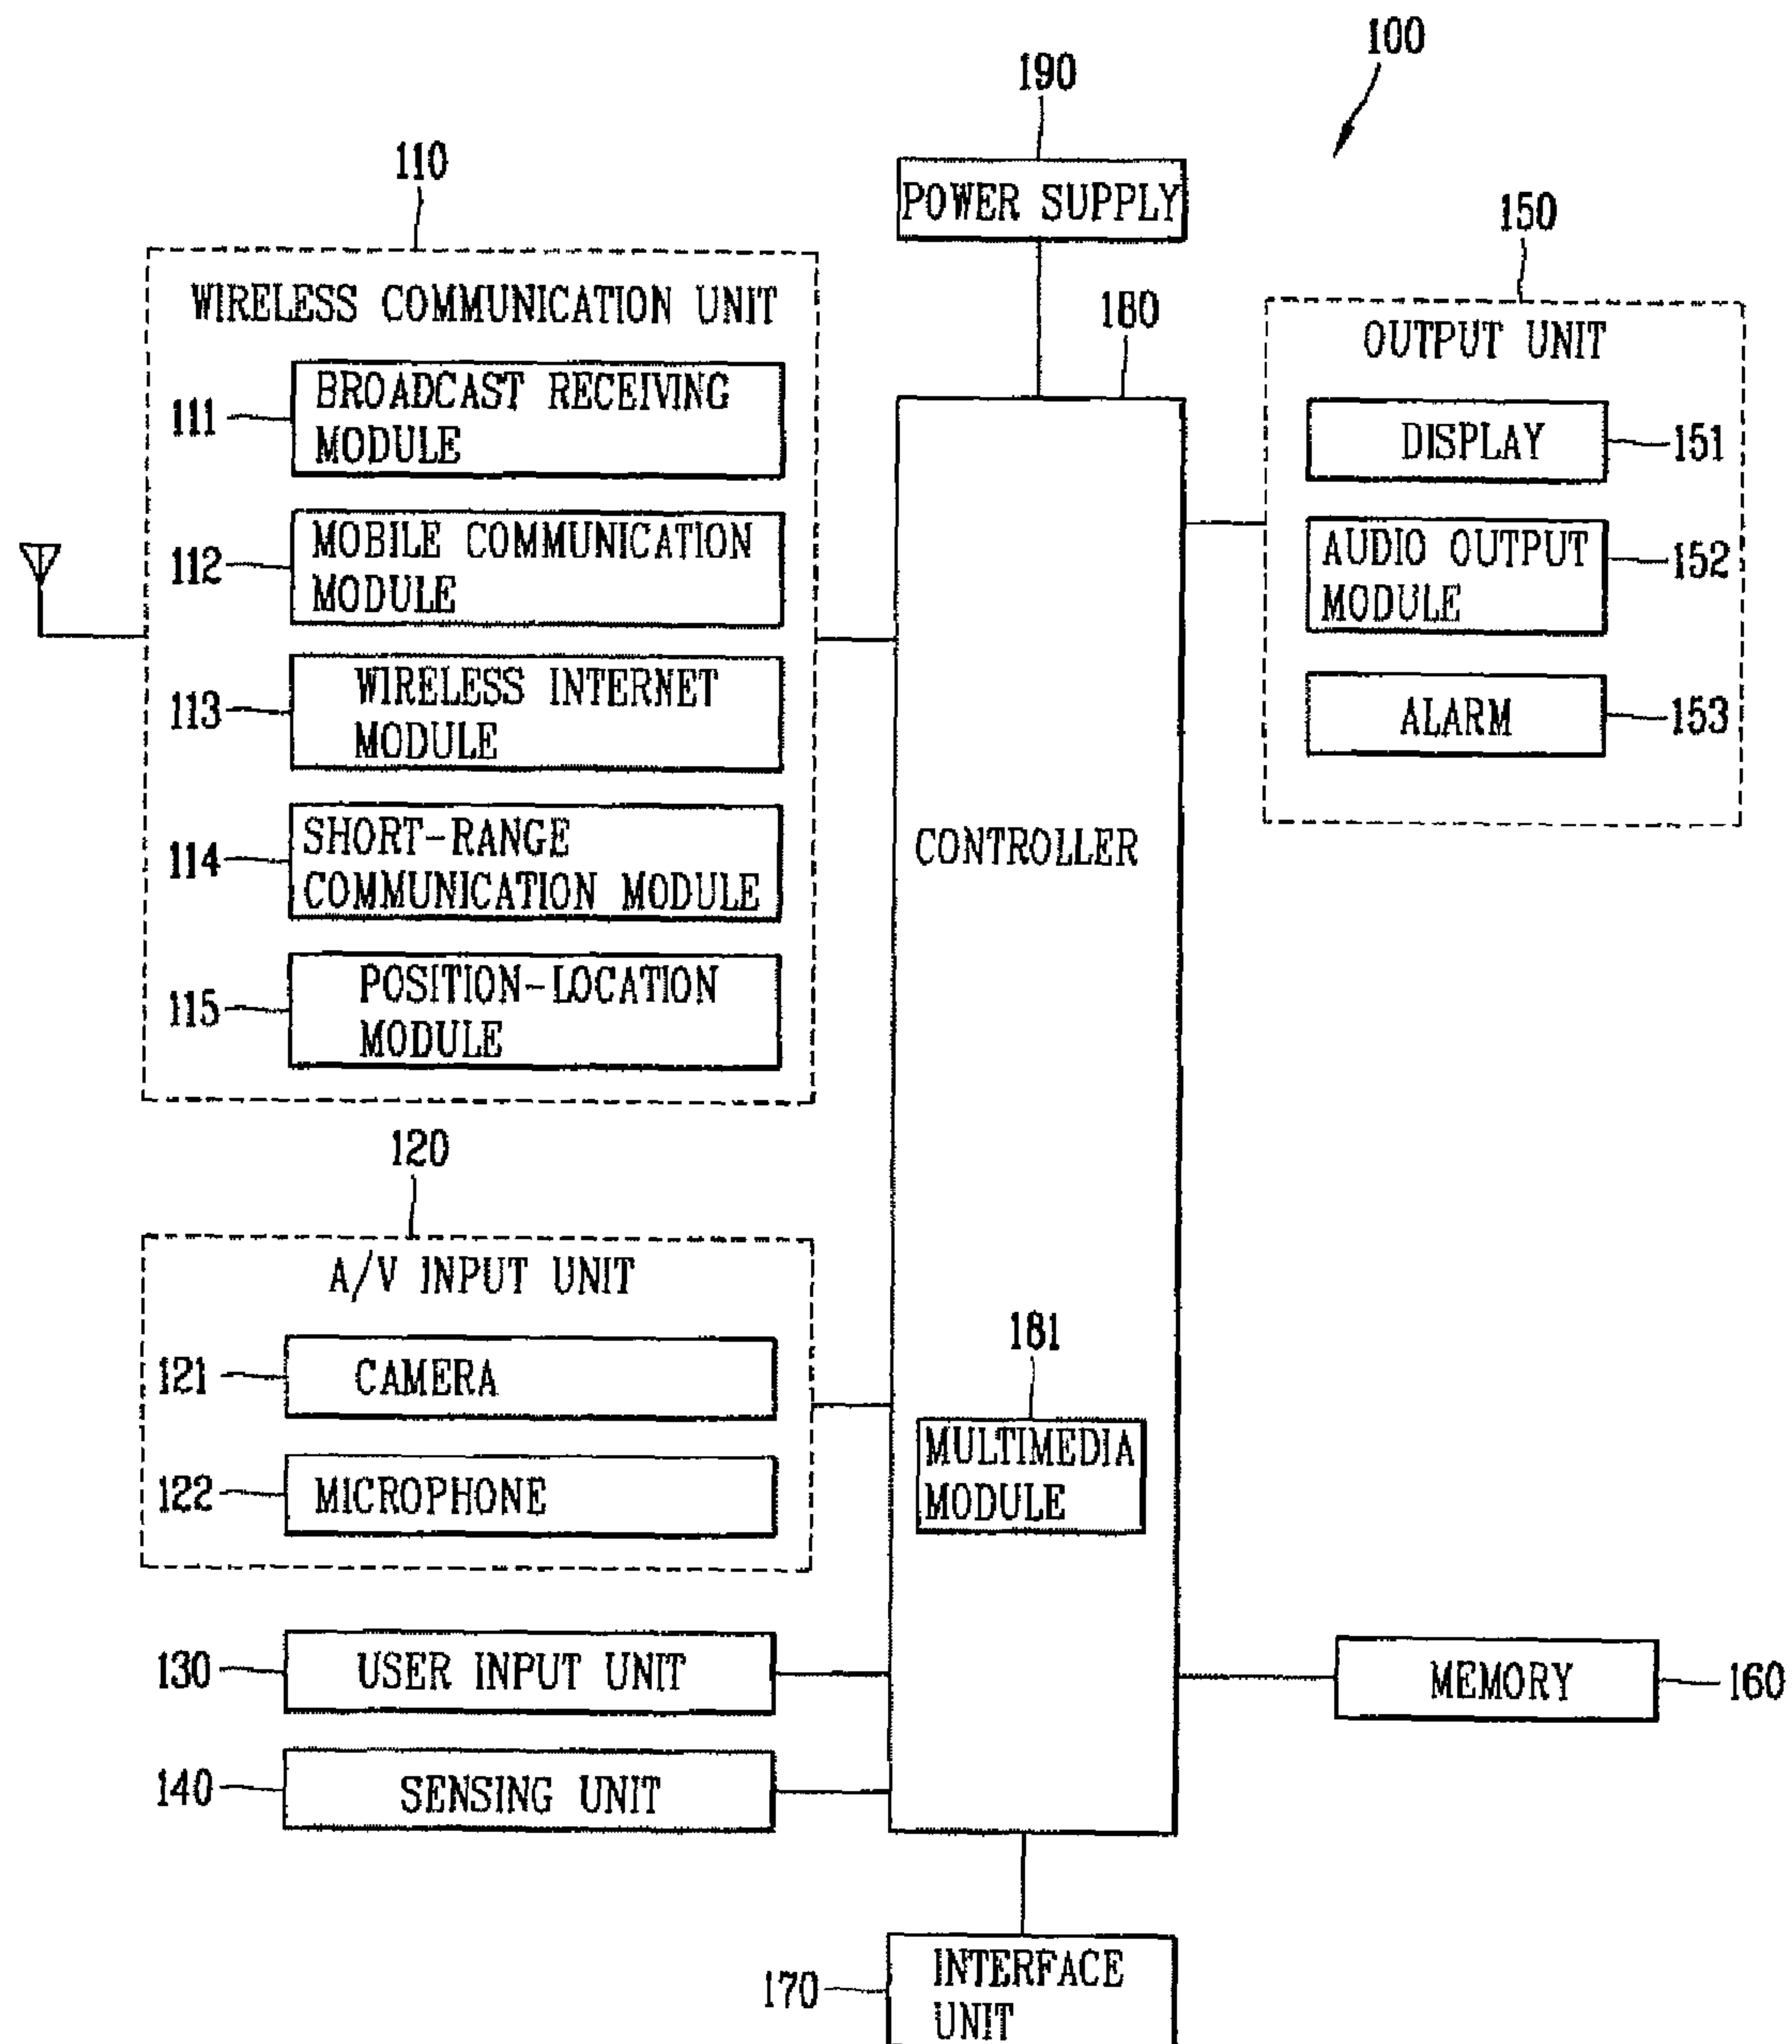 100
190
POWER SUPPLY
110
WIRELESS COMMUNICATION UNIT
111
BROADCAST RECEIVING
MODULE
112
MOBILE COMMUNICATION
MODULE
113
WIRELESS INTERNET
MODULE
114
SHORT-RANGE
COMMUNICATION MODULE
115
POSITION-LOCATION
MODULE
120
A/V INPUT UNIT
121
CAMERA
122
MICROPHONE
130
USER INPUT UNIT
140
SENSING UNIT
180
CONTROLLER
181
MULTIMEDIA
MODULE
150
OUTPUT UNIT
DISPLAY
151
AUDIO OUTPUT
MODULE
152
ALARM
153
MEMORY
160
170
INTERFACE
UNIT